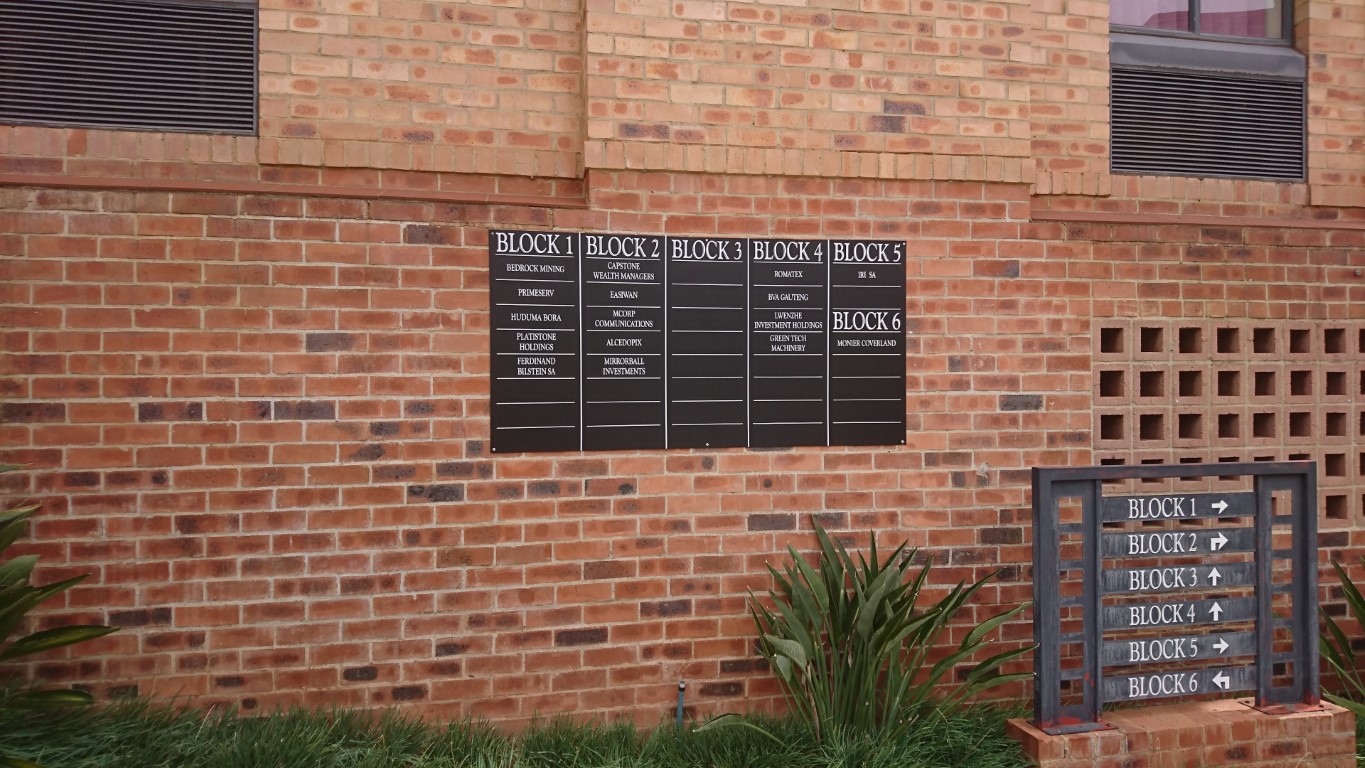 BLOCK 1
BEDROCK MINING
PRIMESERV
HUDUMA BORA
PLATISTONE
HOLDINGS
FERDINAND
BILSTEIN SA
BLOCK 2
CAPSTONE
WEALTH MANAGERS
EASIWAN
MCORP
COMMUNICATIONS
ALCEDOPIX
MIRRORBALL
INVESTMENTS
BLOCK 3
BLOCK 4
ROMATEX
BVA GAUTENG
LWENZHE
INVESTMENT HOLDINGS
GREEN TECH
MACHINERY
BLOCK 5
IRI SA
BLOCK 6
MONIER COVERLAND
BLOCK 1 →
BLOCK 2 ↱
BLOCK 3 ↑
BLOCK 4 ↑
BLOCK 5 →
BLOCK 6 ↰